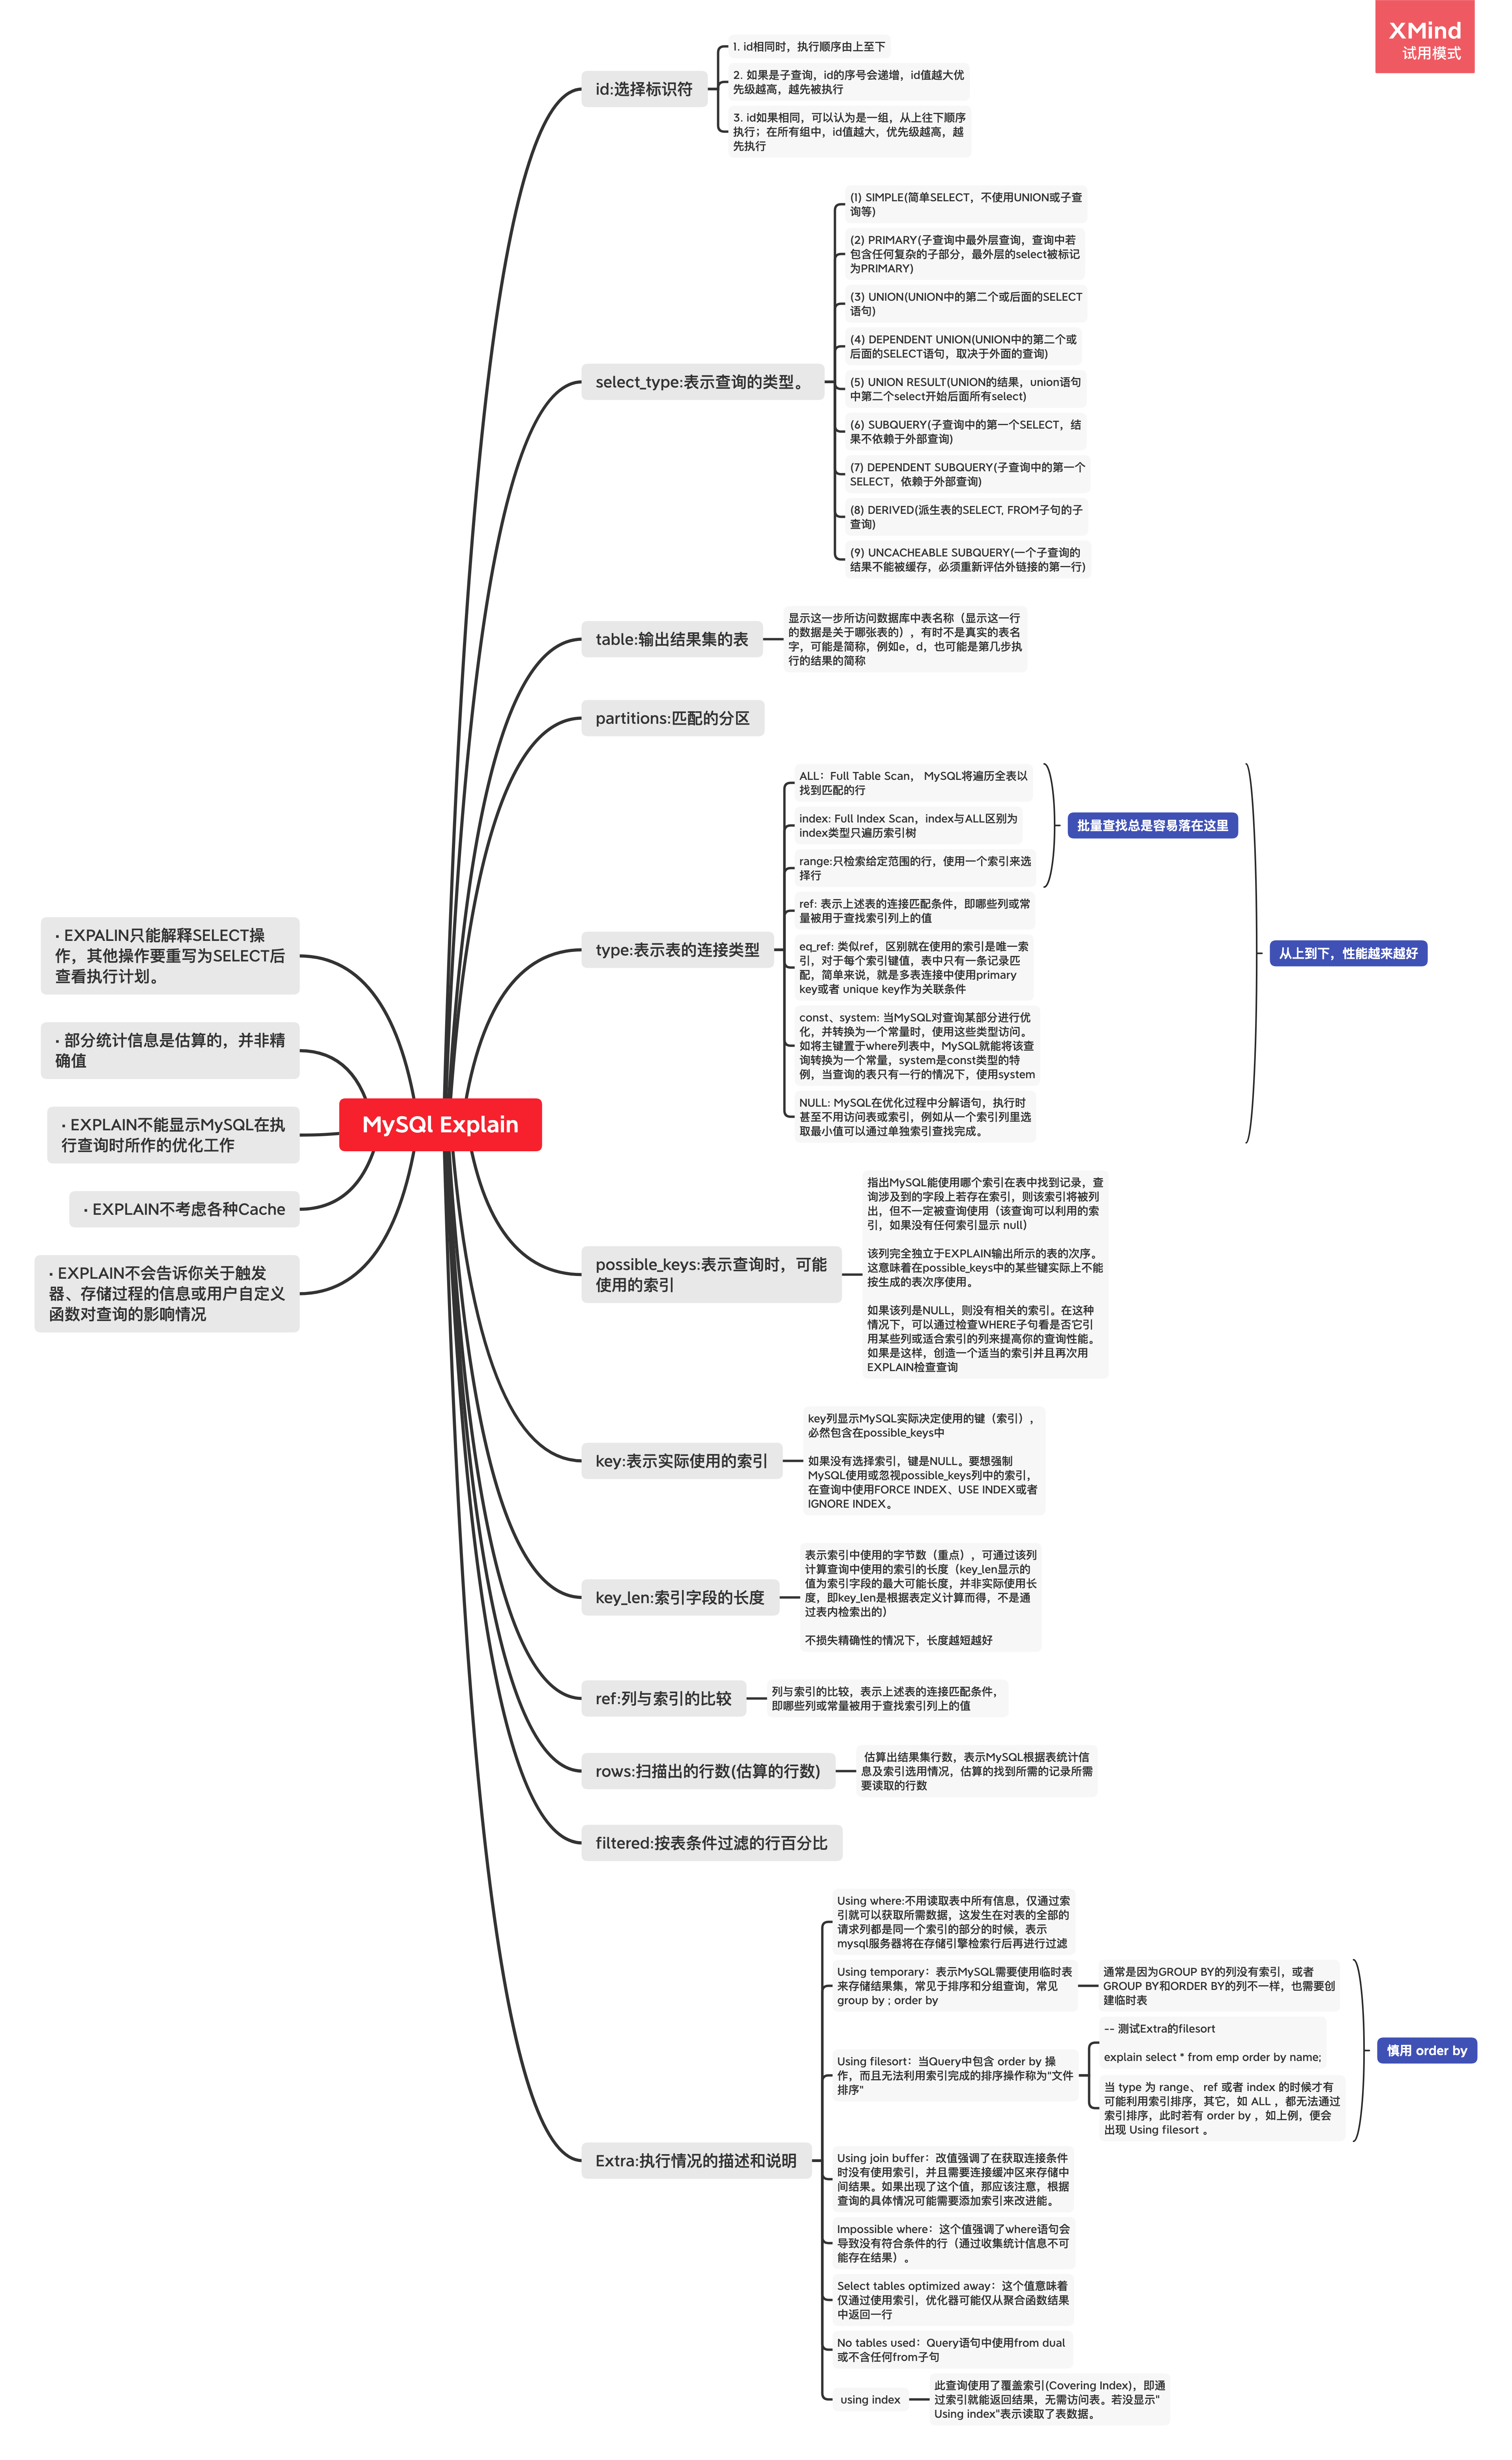 XMind
试用模式
MySQl Explain
id:选择标识符
1. id相同时，执行顺序由上至下
2. 如果是子查询，id的序号会递增，id值越大优
先级越高，越先被执行
3. id如果相同，可以认为是一组，从上往下顺序
执行；在所有组中，id值越大，优先级越高，越
先执行
select_type:表示查询的类型。
(1) SIMPLE(简单SELECT，不使用UNION或子查
询等)
(2) PRIMARY(子查询中最外层查询，查询中若
包含任何复杂的子部分，最外层的select被标记
为PRIMARY)
(3) UNION(UNION中的第二个或后面的SELECT
语句)
(4) DEPENDENT UNION(UNION中的第二个或
后面的SELECT语句，取决于外面的查询)
(5) UNION RESULT(UNION的结果，union语句
中第二个select开始后面所有select)
(6) SUBQUERY(子查询中的第一个SELECT，结
果不依赖于外部查询)
(7) DEPENDENT SUBQUERY(子查询中的第一个
SELECT，依赖于外部查询)
(8) DERIVED(派生表的SELECT, FROM子句的子
查询)
(9) UNCACHEABLE SUBQUERY(一个子查询的
结果不能被缓存，必须重新评估外链接的第一行)
table:输出结果集的表
显示这一步所访问数据库中表名称（显示这一行
的数据是关于哪张表的），有时不是真实的表名
字，可能是简称，例如e，d，也可能是第几步执
行的结果的简称
partitions:匹配的分区
type:表示表的连接类型
ALL：Full Table Scan， MySQL将遍历全表以
找到匹配的行
index: Full Index Scan，index与ALL区别为
index类型只遍历索引树
range:只检索给定范围的行，使用一个索引来选
择行
批量查找总是容易落在这里
ref: 表示上述表的连接匹配条件，即哪些列或常
量被用于查找索引列上的值
eq_ref: 类似ref，区别就在使用的索引是唯一索
引，对于每个索引键值，表中只有一条记录匹
配，简单来说，就是多表连接中使用primary
key或者 unique key作为关联条件
const、system: 当MySQL对查询某部分进行优
化，并转换为一个常量时，使用这些类型访问。
如将主键置于where列表中，MySQL就能将该查
询转换为一个常量，system是const类型的特
例，当查询的表只有一行的情况下，使用system
NULL: MySQL在优化过程中分解语句，执行时
甚至不用访问表或索引，例如从一个索引列里选
取最小值可以通过单独索引查找完成。
从上到下，性能越来越好
possible_keys:表示查询时，可能
使用的索引
指出MySQL能使用哪个索引在表中找到记录，查
询涉及到的字段上若存在索引，则该索引将被列
出，但不一定被查询使用（该查询可以利用的索
引，如果没有任何索引显示 null）
该列完全独立于EXPLAIN输出所示的表的次序。
这意味着在possible_keys中的某些键实际上不能
按生成的表次序使用。
如果该列是NULL，则没有相关的索引。在这种
情况下，可以通过检查WHERE子句看是否它引
用某些列或适合索引的列来提高你的查询性能。
如果是这样，创造一个适当的索引并且再次用
EXPLAIN检查查询
key:表示实际使用的索引
key列显示MySQL实际决定使用的键（索引），
必然包含在possible_keys中
如果没有选择索引，键是NULL。要想强制
MySQL使用或忽视possible_keys列中的索引，
在查询中使用FORCE INDEX、USE INDEX或者
IGNORE INDEX。
key_len:索引字段的长度
表示索引中使用的字节数（重点），可通过该列
计算查询中使用的索引的长度（key_len显示的
值为索引字段的最大可能长度，并非实际使用长
度，即key_len是根据表定义计算而得，不是通
过表内检索出的）
不损失精确性的情况下，长度越短越好
ref:列与索引的比较
列与索引的比较，表示上述表的连接匹配条件，
即哪些列或常量被用于查找索引列上的值
rows:扫描出的行数(估算的行数)
估算出结果集行数，表示MySQL根据表统计信
息及索引选用情况，估算的找到所需的记录所需
要读取的行数
filtered:按表条件过滤的行百分比
Extra:执行情况的描述和说明
Using where:不用读取表中所有信息，仅通过索
引就可以获取所需数据，这发生在对表的全部的
请求列都是同一个索引的部分的时候，表示
mysql服务器将在存储引擎检索行后再进行过滤
Using temporary：表示MySQL需要使用临时表
来存储结果集，常见于排序和分组查询，常见
group by ; order by
通常是因为GROUP BY的列没有索引，或者
GROUP BY和ORDER BY的列不一样，也需要创
建临时表
Using filesort：当Query中包含 order by 操
作，而且无法利用索引完成的排序操作称为"文件
排序"
-- 测试Extra的filesort
explain select * from emp order by name;
当 type 为 range、 ref 或者 index 的时候才有
可能利用索引排序，其它，如 ALL ，都无法通过
索引排序，此时若有 order by ，如上例，便会
出现 Using filesort 。
慎用 order by
Using join buffer：改值强调了在获取连接条件
时没有使用索引，并且需要连接缓冲区来存储中
间结果。如果出现了这个值，那应该注意，根据
查询的具体情况可能需要添加索引来改进能。
Impossible where：这个值强调了where语句会
导致没有符合条件的行（通过收集统计信息不可
能存在结果）。
Select tables optimized away：这个值意味着
仅通过使用索引，优化器可能仅从聚合函数结果
中返回一行
No tables used：Query语句中使用from dual
或不含任何from子句
using index
此查询使用了覆盖索引(Covering Index)，即通
过索引就能返回结果，无需访问表。若没显示"
Using index"表示读取了表数据。
· EXPALIN只能解释SELECT操
作，其他操作要重写为SELECT后
查看执行计划。
· 部分统计信息是估算的，并非精
确值
· EXPLAIN不能显示MySQL在执
行查询时所作的优化工作
· EXPLAIN不考虑各种Cache
· EXPLAIN不会告诉你关于触发
器、存储过程的信息或用户自定义
函数对查询的影响情况